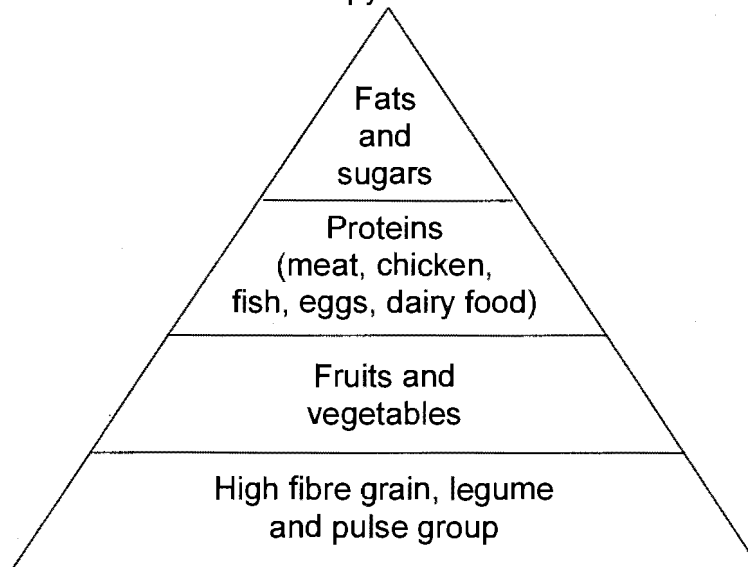 Fats
and
sugars
Proteins
(meat, chicken,
fish, eggs, dairy food)
Fruits and
vegetables
High fibre grain, legume
and pulse group